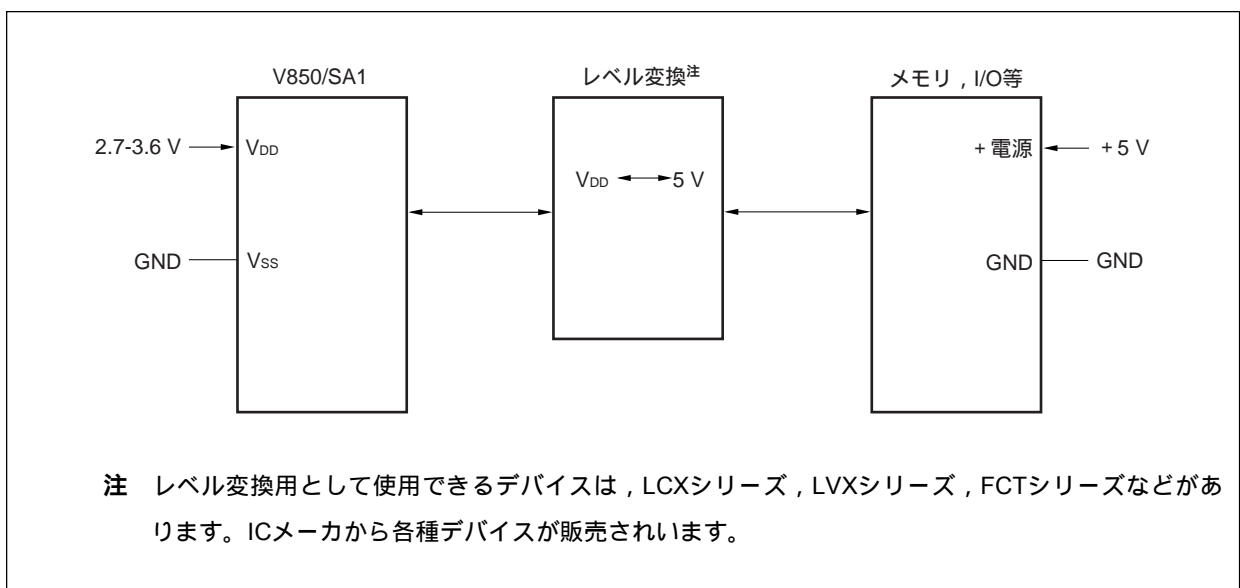 V850/SA1
レベル変換注
メモリ，I/O等
2.7-3.6 V
VDD
+電源
+5 V
VDD
5 V
GND
VSS
GND
GND
注 レベル変換用として使用できるデバイスは，LCXシリーズ，LVXシリーズ，FCTシリーズなどがあ
ります。ICメーカから各種デバイスが販売されいます。